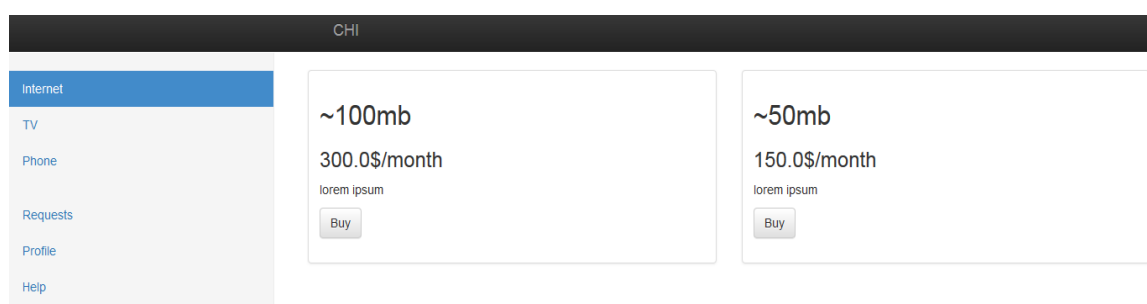 CHI
Internet
TV
Phone
Requests
Profile
Help
~100mb
300.0$/month
lorem ipsum
Buy
~50mb
150.0$/month
lorem ipsum
Buy